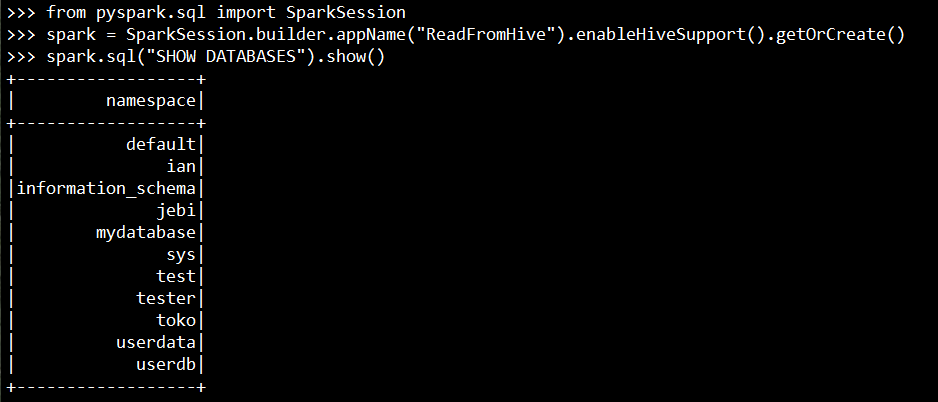 >>> from pyspark.sql import SparkSession
>>> spark = SparkSession.builder.appName("ReadFromHive").enableHiveSupport().getOrCreate()
>>> spark.sql("SHOW DATABASES").show()
+------------------+
|         namespace|
+------------------+
|           default|
|               ian|
|information_schema|
|              jebi|
|        mydatabase|
|               sys|
|              test|
|            tester|
|              toko|
|          userdata|
|            userdb|
+------------------+